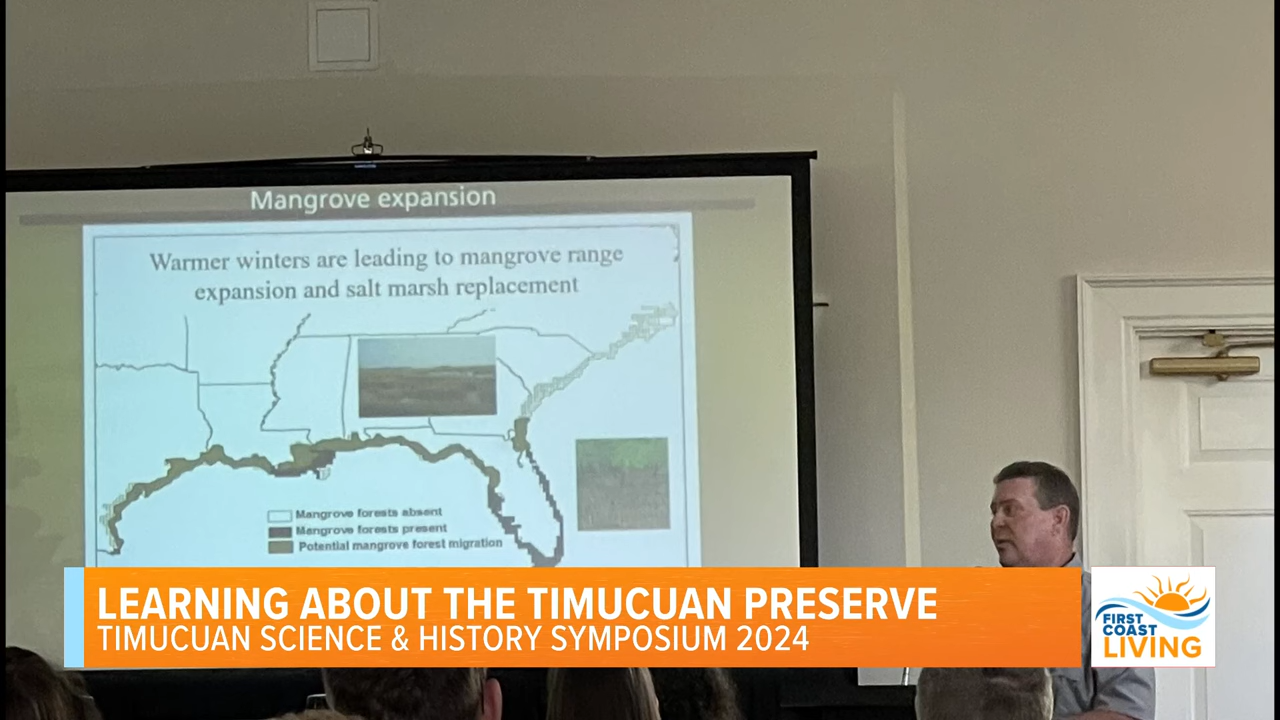 Mangrove expansion
Warmer winters are leading to mangrove range
expansion and salt marsh replacement
Mangrove forests absent
Mangrove forests present
Potential mangrove forest migration
LEARNING ABOUT THE TIMUCUAN PRESERVE
TIMUCUAN SCIENCE & HISTORY SYMPOSIUM 2024
FIRST
COAST
LIVING